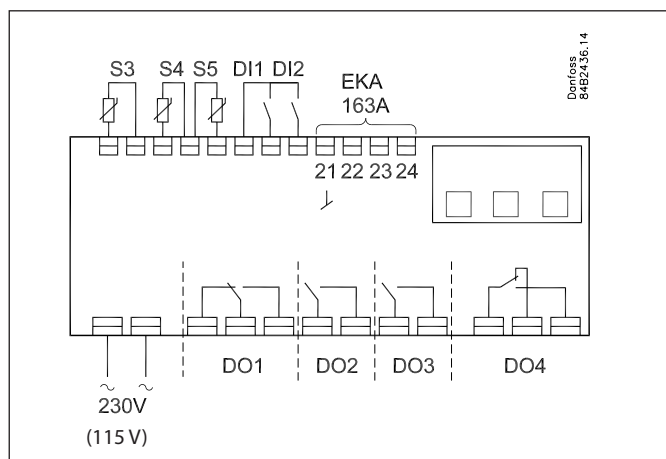 Danfoss
84B2436.14
S3 S4 S5 DI1 DI2
EKA
163A
21 22 23 24
DO1 DO2 DO3 DO4
230V
(115 V)